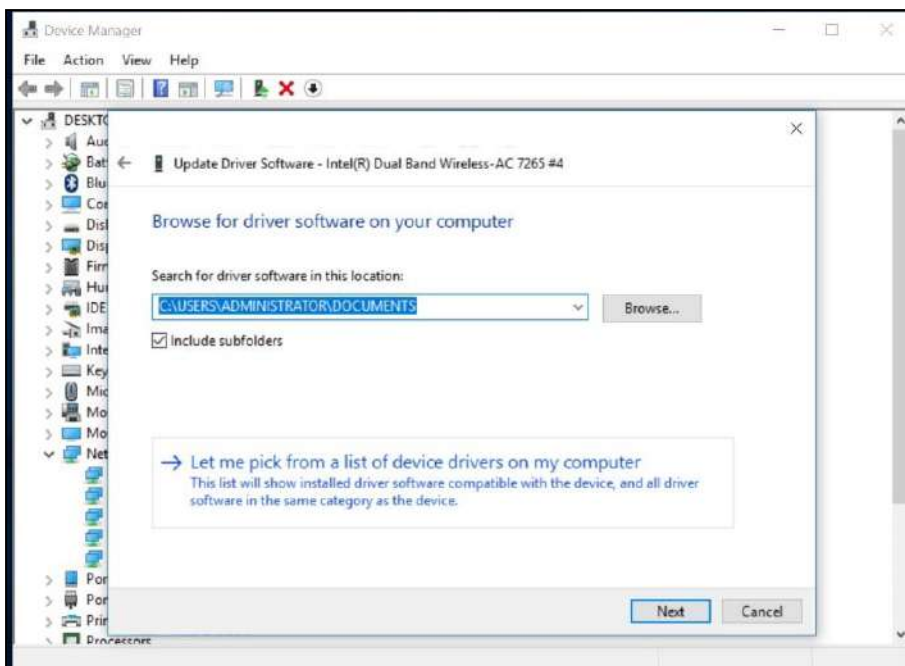 Device Manager
File Action View Help
DESKTO
Aud
Bat
Update Driver Software - Intel(R) Dual Band Wireless-AC 7265 #4
Blu
Cor
Disl
Browse for driver software on your computer
Disp
Firr
Search for driver software in this location:
Hur
IDE
C:\USERS\ADMINISTRATOR\DOCUMENTS
Browse...
Ima
Include subfolders
Inte
Key
Mic
Mo
Mo
Net
Let me pick from a list of device drivers on my computer
This list will show installed driver software compatible with the device, and all driver
software in the same category as the device.
Por
Por
Next
Cancel
Prir
Processors